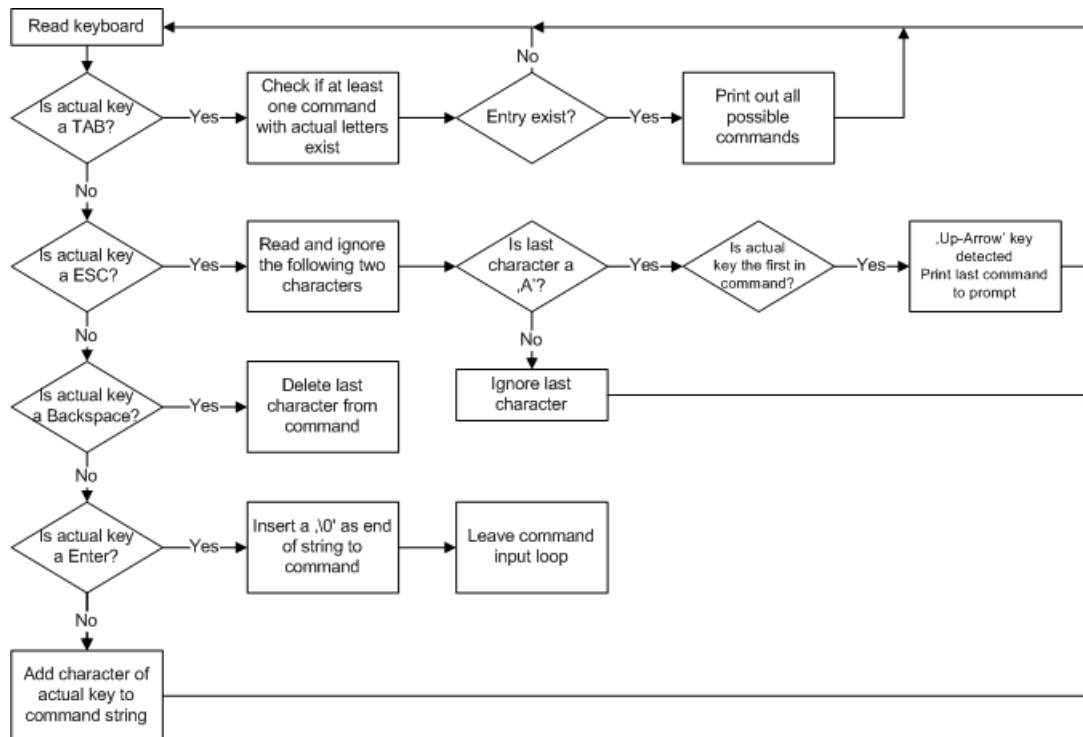 Read keyboard
No
Is actual key
a TAB?
Yes
Check if at least
one command
with actual letters
exist
Entry exist?
Yes
Print out all
possible
commands
No
Is actual key
a ESC?
Yes
Read and ignore
the following two
characters
Is last
character a
‚A`?
Yes
Is actual
key the first in
command?
Yes
‚Up-Arrow’ key
detected
Print last command
to prompt
No
No
Is actual key
a Backspace?
Yes
Delete last
character from
command
Ignore last
character
No
Is actual key
a Enter?
Yes
Insert a ‚\0' as end
of string to
command
Leave command
input loop
No
Add character of
actual key to
command string